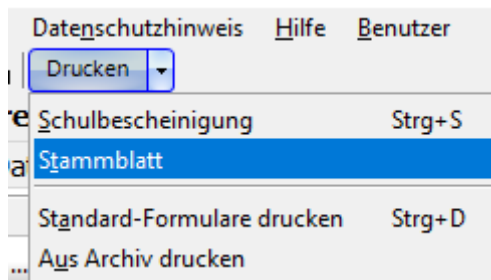 Datenschutzhinweis Hilfe Benutzer
Drucken
Schulbescheinigung Strg+S
Stammblatt
Standard-Formulare drucken Strg+D
Aus Archiv drucken
...